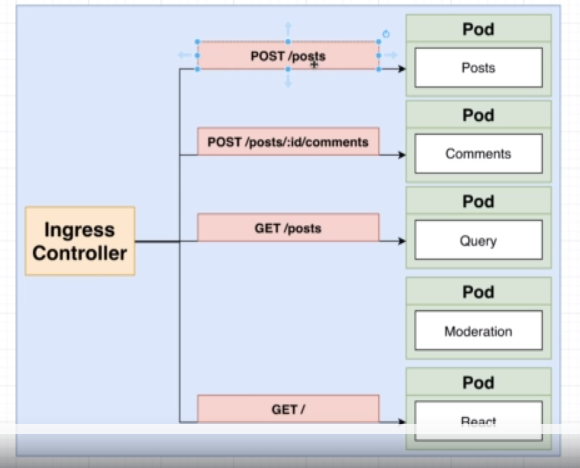 POST /posts
Pod
Posts
POST /posts/:id/comments
Pod
Comments
Ingress
Controller
GET /posts
Pod
Query
Pod
Moderation
GET /
Pod
React